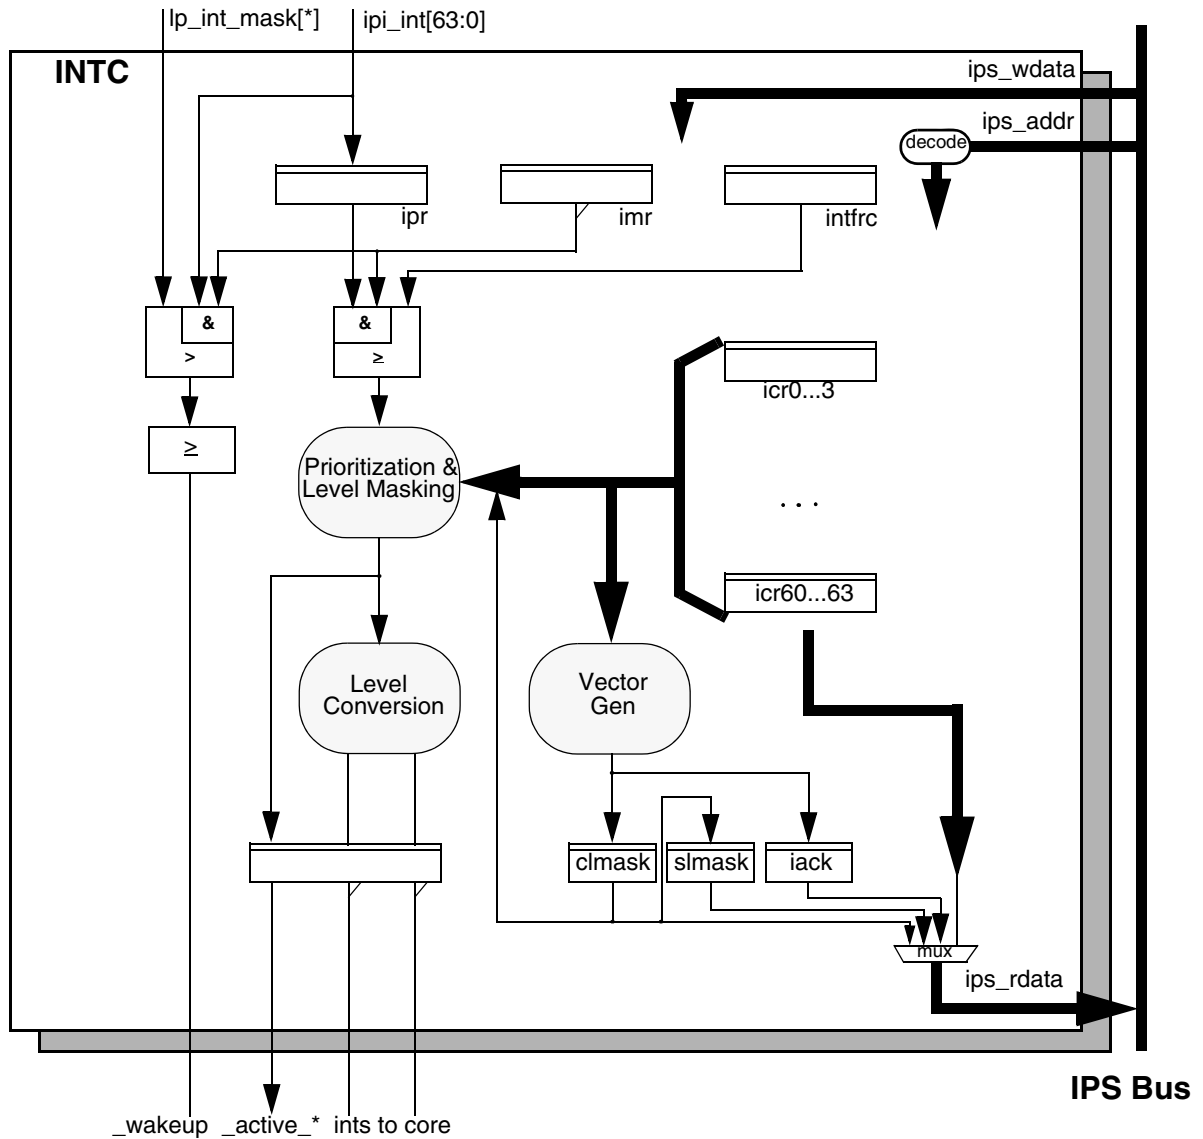 lp_int_mask[*]
ipi_int[63:0]
INTC
ips_wdata
ips_addr
decode
ipr
imr
intfrc
&
>
&
≥
≥
icr0...3
Prioritization &
Level Masking
. . .
icr60...63
Level
Conversion
Vector
Gen
clmask
slmask
iack
mux
ips_rdata
IPS Bus
_wakeup
_active_*
ints to core